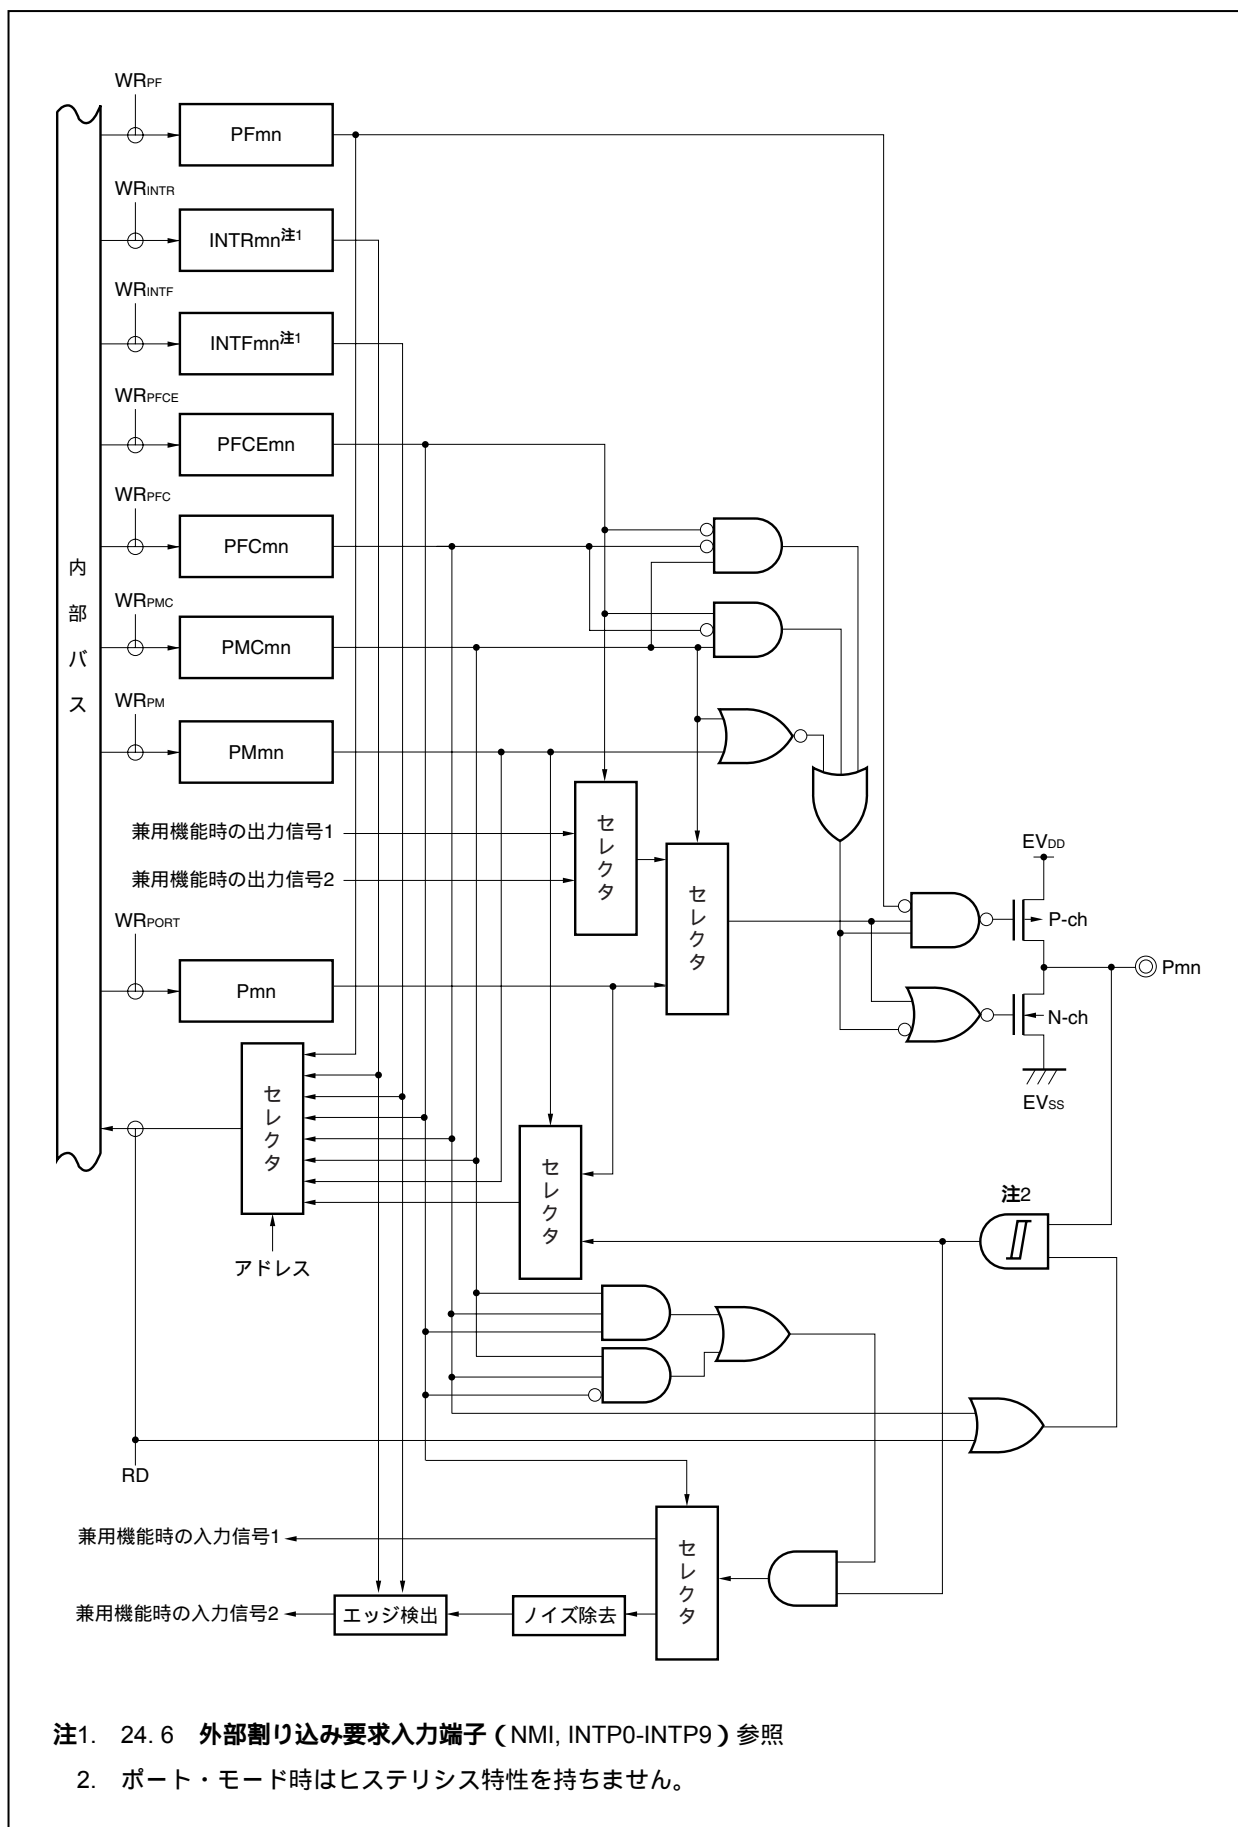 WRPF
PFmn
WRINTR
INTRmn注1
WRINTF
INTFmn注1
WRPFCE
PFCEmn
WRPFC
PFCmn
WRPMC
PMCmn
WRPM
PMmn
内部バス
兼用機能時の出力信号1
兼用機能時の出力信号2
セレクタ
セレクタ
WRPORT
Pmn
EVDD
P-ch
Pmn
N-ch
EVSS
セレクタ
アドレス
セレクタ
注2
RD
兼用機能時の入力信号1
兼用機能時の入力信号2
エッジ検出
ノイズ除去
セレクタ
注1. 24. 6 外部割り込み要求入力端子（NMI, INTP0-INTP9）参照
2. ポート・モード時はヒステリシス特性を持ちません。